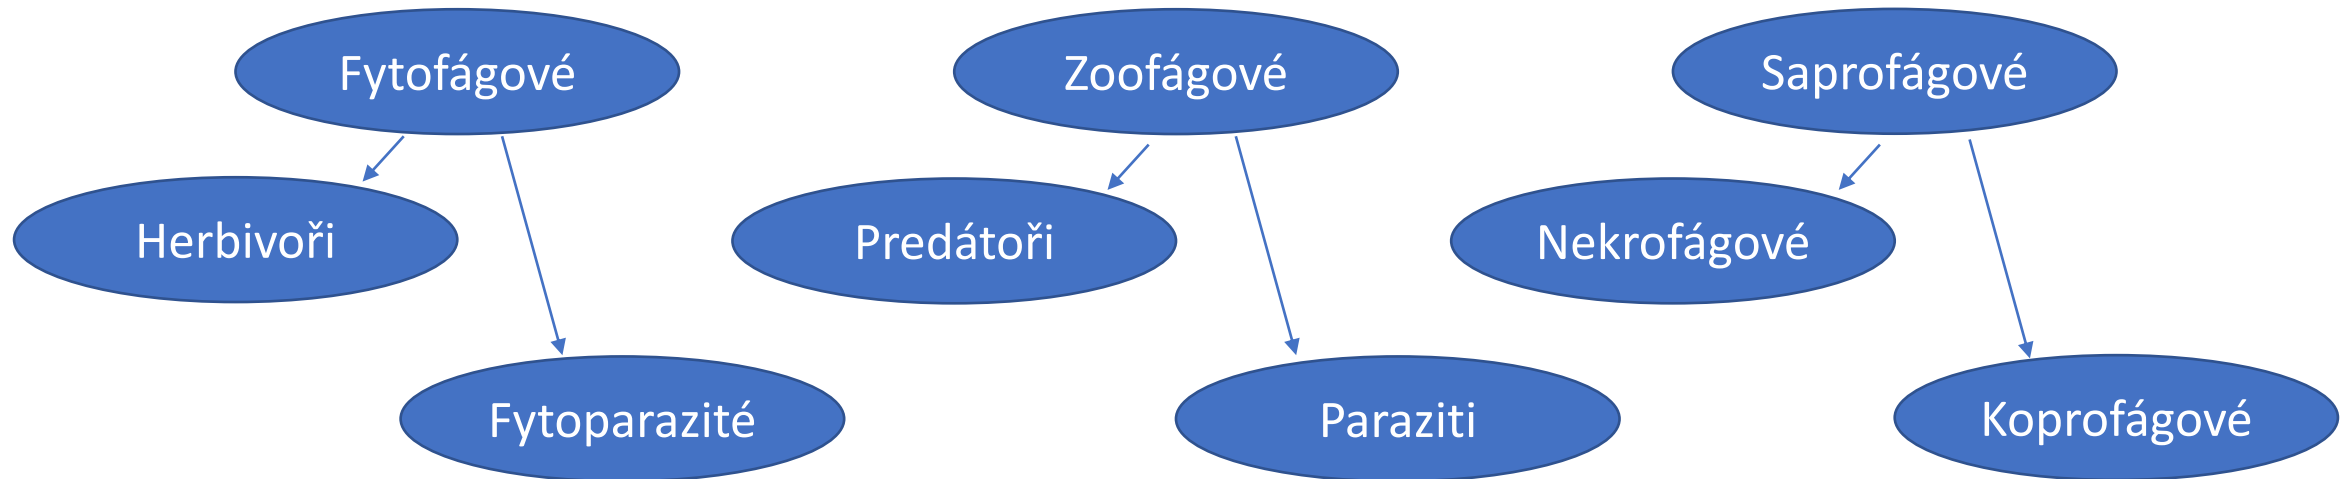 Fytofágové
Zoofágové
Saprofágové
Herbivoři
Predátoři
Nekrofágové
Fytoparazité
Paraziti
Koprofágové